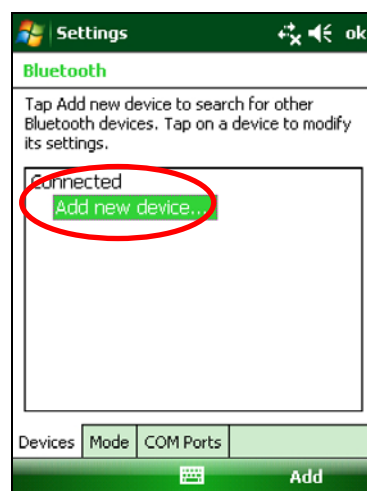 Settings
ok
Bluetooth
Tap Add new device to search for other
Bluetooth devices. Tap on a device to modify
its settings.
Connected
Add new device...
Devices Mode COM Ports
Add